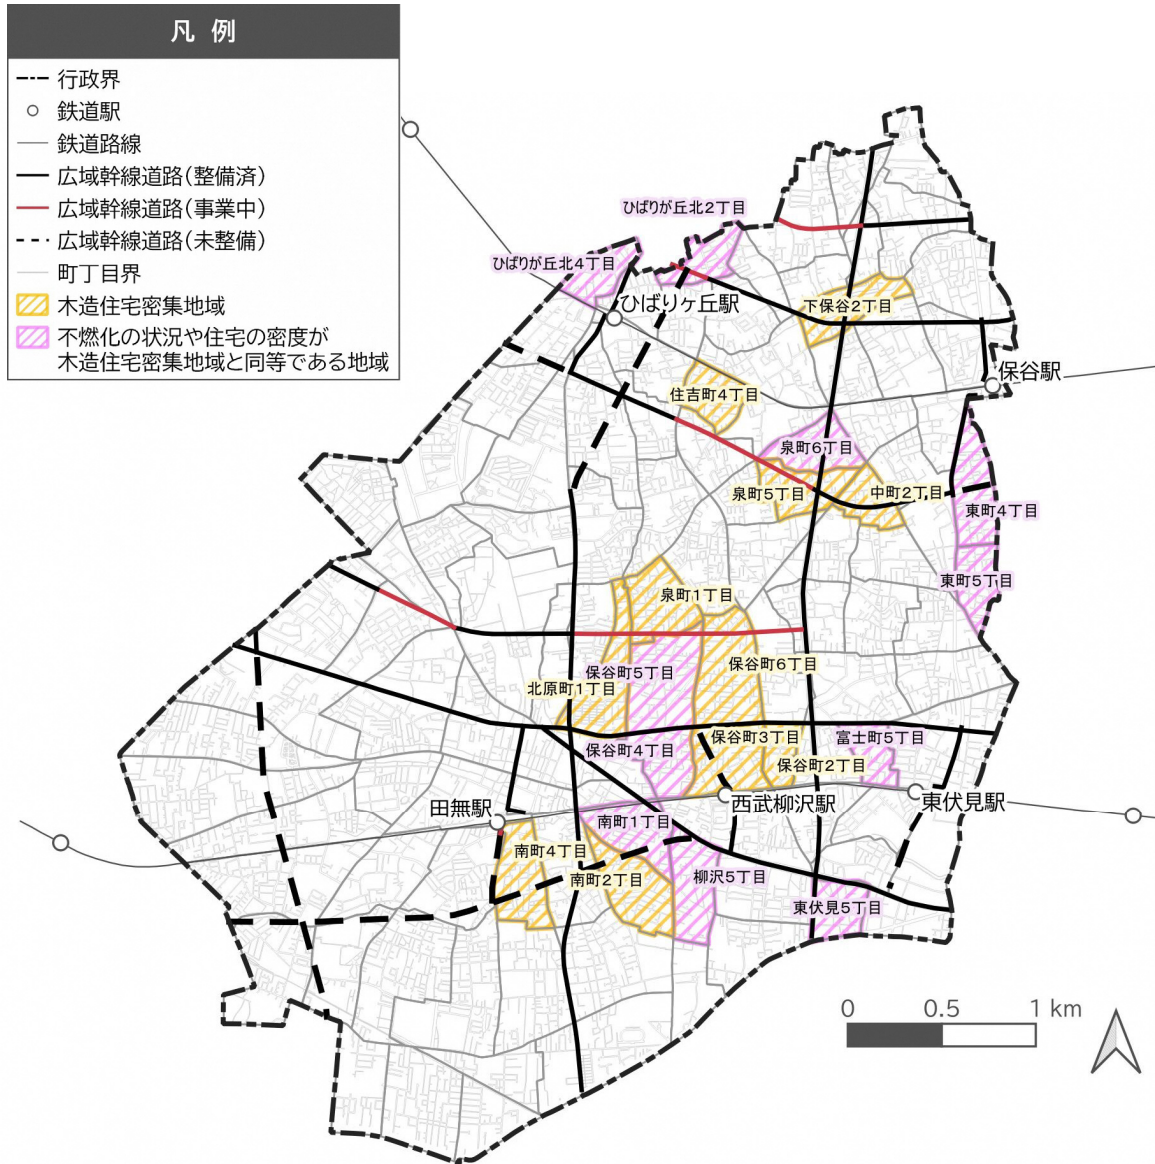 凡例
行政界
鉄道駅
鉄道路線
広域幹線道路(整備済)
広域幹線道路(事業中)
広域幹線道路(未整備)
町丁目界
木造住宅密集地域
不燃化の状況や住宅の密度が
木造住宅密集地域と同等である地域
ひばりが丘北2丁目
ひばりが丘北4丁目
ひばりヶ丘駅
下保谷2丁目
保谷駅
住吉町4丁目
泉町6丁目
泉町5丁目
中町2丁目
東町4丁目
東町5丁目
泉町1丁目
保谷町5丁目
保谷町6丁目
北原町1丁目
保谷町3丁目
富士町5丁目
保谷町4丁目
保谷町2丁目
田無駅
西武柳沢駅
東伏見駅
南町1丁目
南町4丁目
南町2丁目
柳沢5丁目
東伏見5丁目
0 0.5 1 km